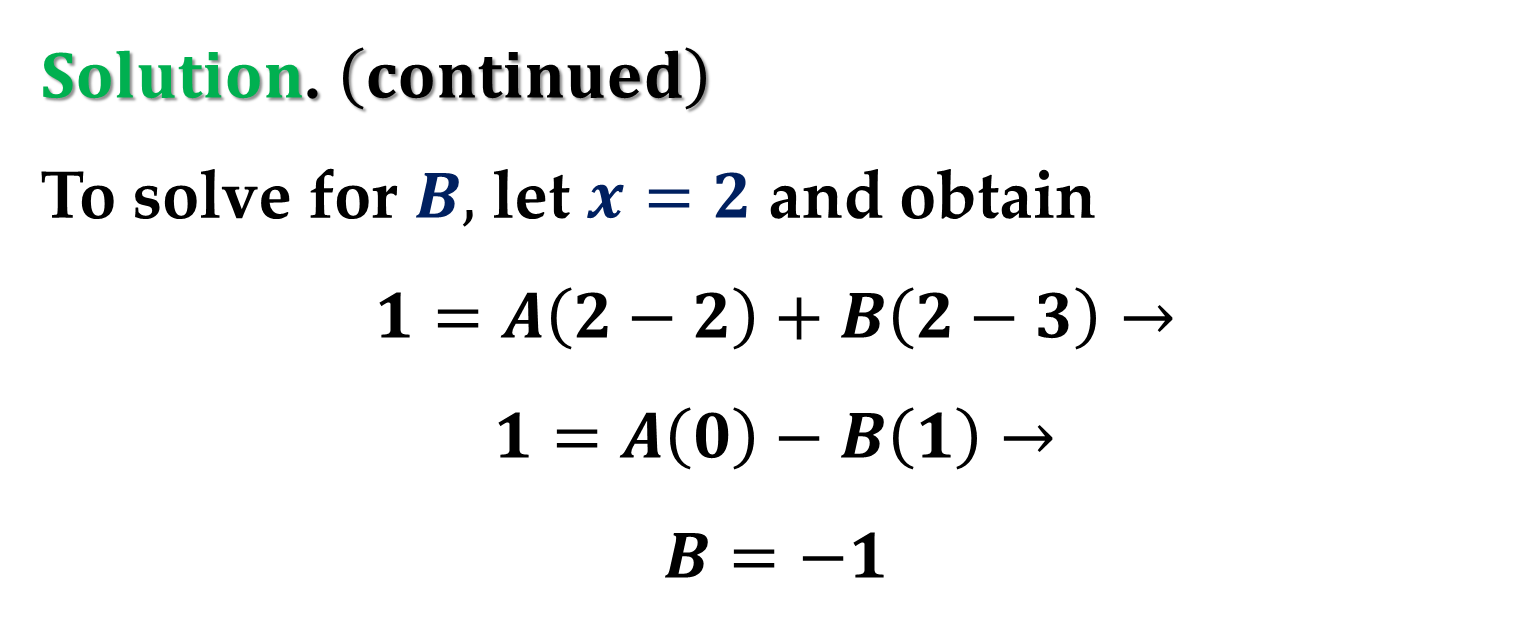 Solution. (continued)
To solve for B, let x = 2 and obtain
1 = A(2 − 2) + B(2 − 3) →
1 = A(0) − B(1) →
B = −1